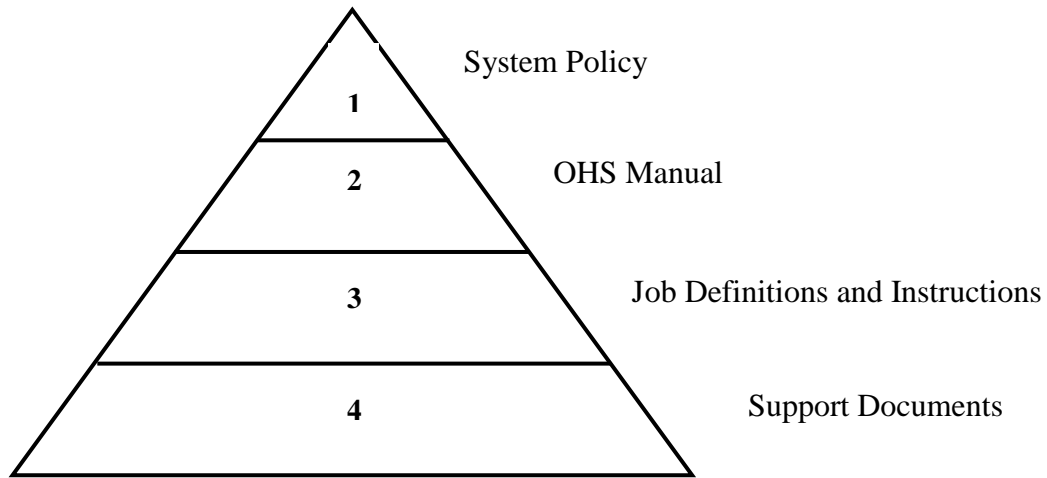 System Policy
1
OHS Manual
2
Job Definitions and Instructions
3
Support Documents
4